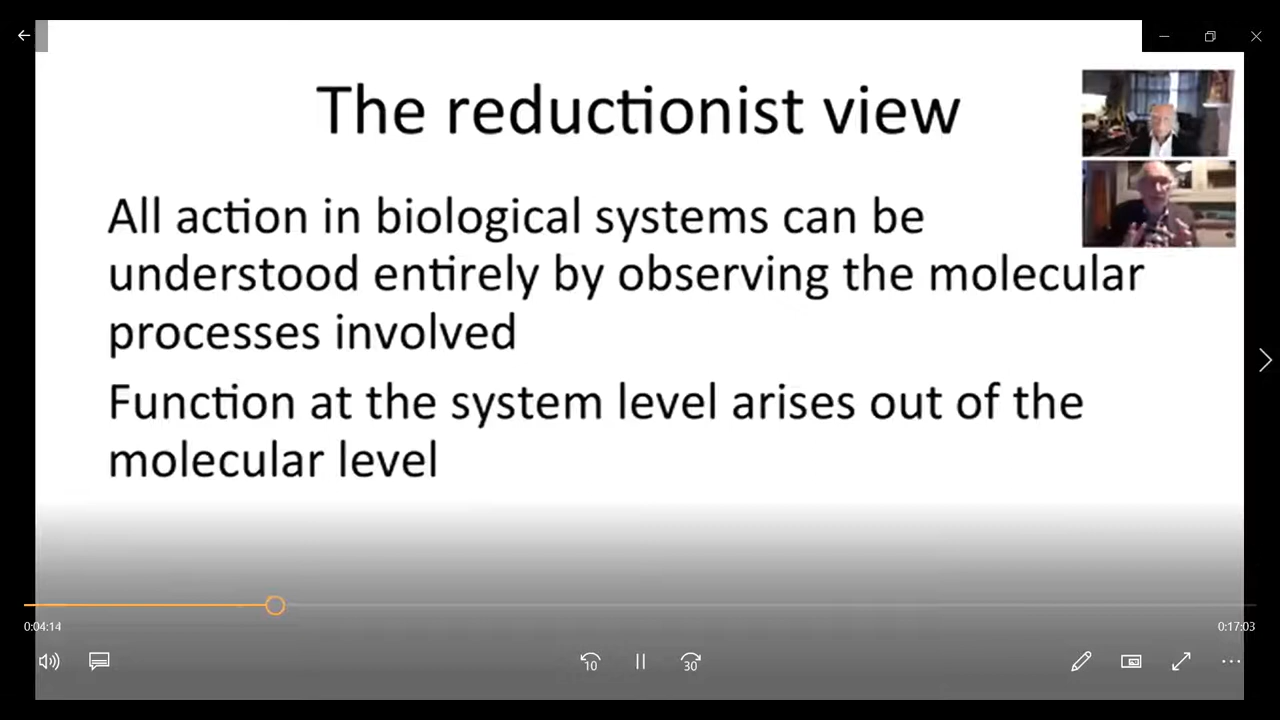 The reductionist view
All action in biological systems can be
understood entirely by observing the molecular
processes involved
Function at the system level arises out of the
molecular level
0:04:14
0:17:03
10
30